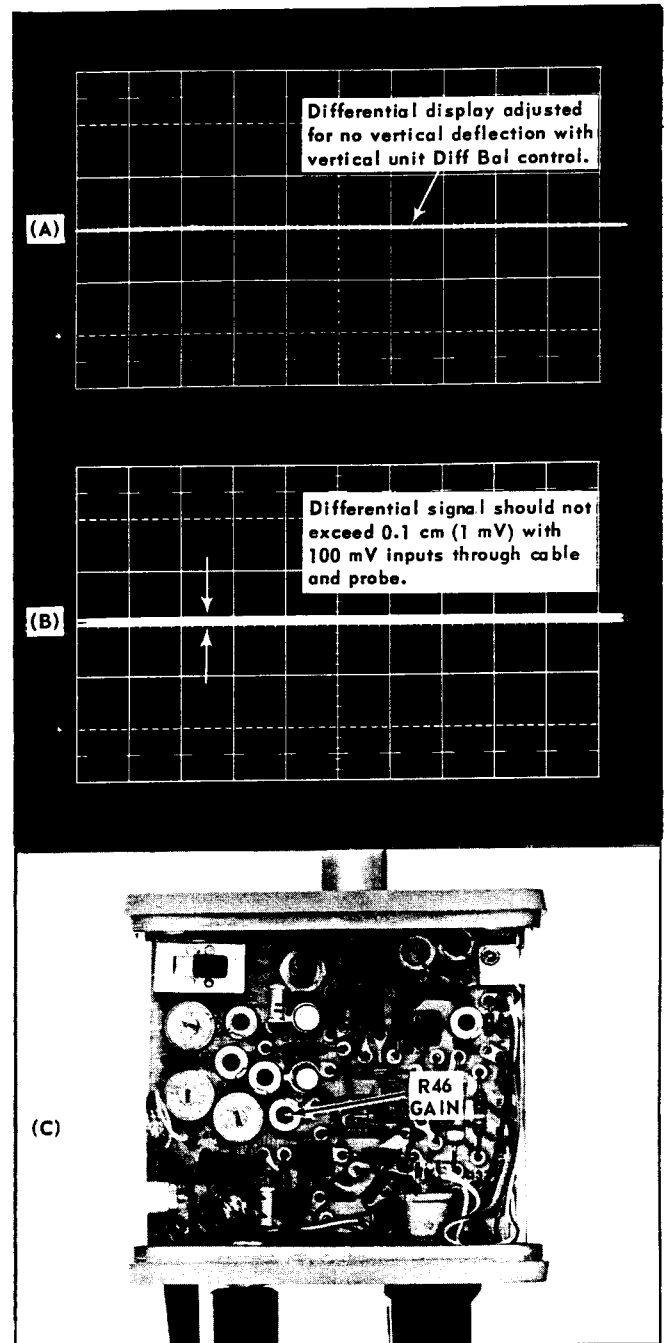 Differential display adjusted
for no vertical deflection with
vertical unit Diff Bal control.
(A)
Differential signal should not
exceed 0.1 cm (1 mV) with
100 mV inputs through cable
and probe.
(B)
R46
GAIN
(C)